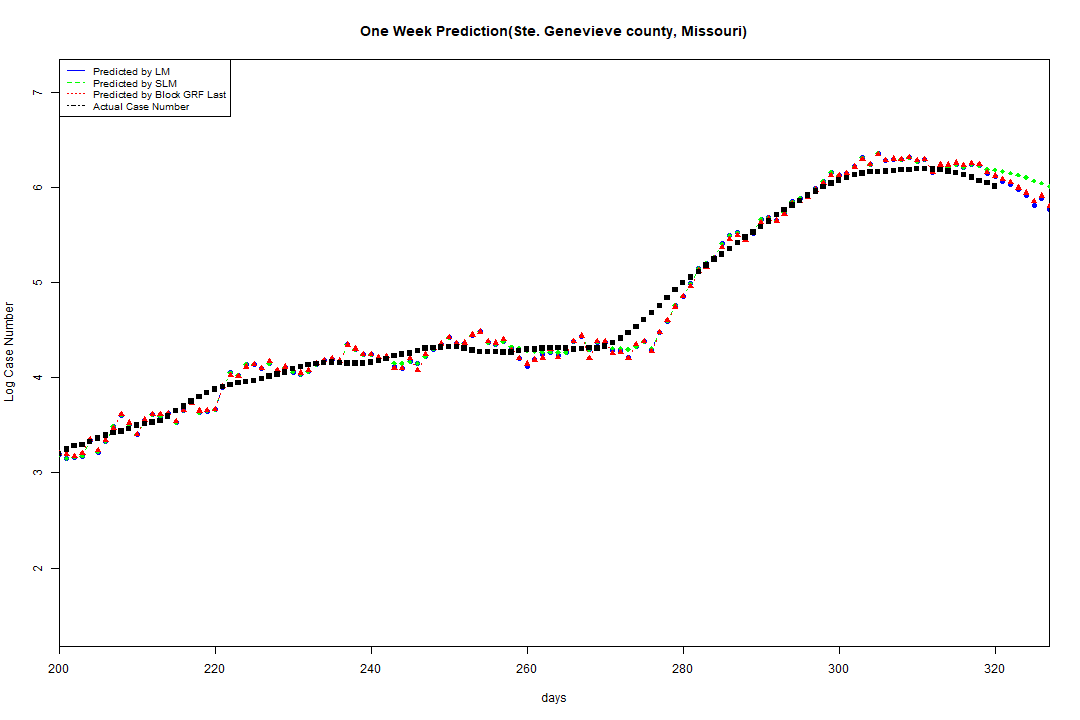 One Week Prediction(Ste. Genevieve county, Missouri)
Predicted by LM
Predicted by SLM
Predicted by Block GRF Last
Actual Case Number
Log Case Number
7
6
5
4
3
2
200 220 240 260 280 300 320
days